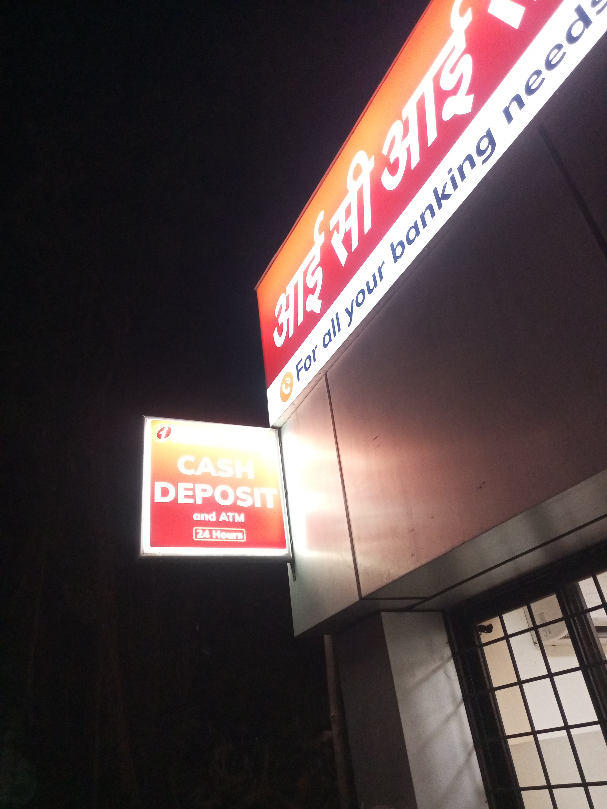 आई सी आई
For all your banking needs
CASH
DEPOSIT
and ATM
24 Hours